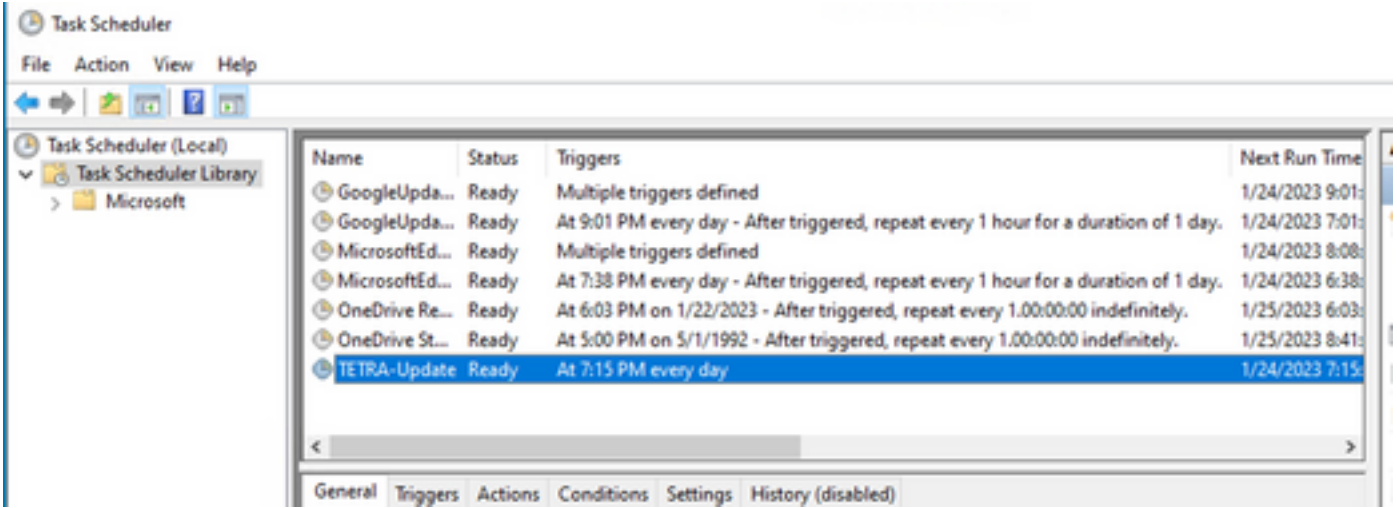 Task Scheduler
File Action View Help
Task Scheduler (Local)
Task Scheduler Library
Microsoft
Name Status Triggers Next Run Time
GoogleUpda... Ready Multiple triggers defined 1/24/2023 9:01:
GoogleUpda... Ready At 9:01 PM every day - After triggered, repeat every 1 hour for a duration of 1 day. 1/24/2023 7:01:
MicrosoftEd... Ready Multiple triggers defined 1/24/2023 8:08:
MicrosoftEd... Ready At 7:38 PM every day - After triggered, repeat every 1 hour for a duration of 1 day. 1/24/2023 6:38:
OneDrive Re... Ready At 6:03 PM on 1/22/2023 - After triggered, repeat every 1.00:00:00 indefinitely. 1/25/2023 6:03:
OneDrive St... Ready At 5:00 PM on 5/1/1992 - After triggered, repeat every 1.00:00:00 indefinitely. 1/25/2023 8:41:
TETRA-Update Ready At 7:15 PM every day 1/24/2023 7:15:
General Triggers Actions Conditions Settings History (disabled)